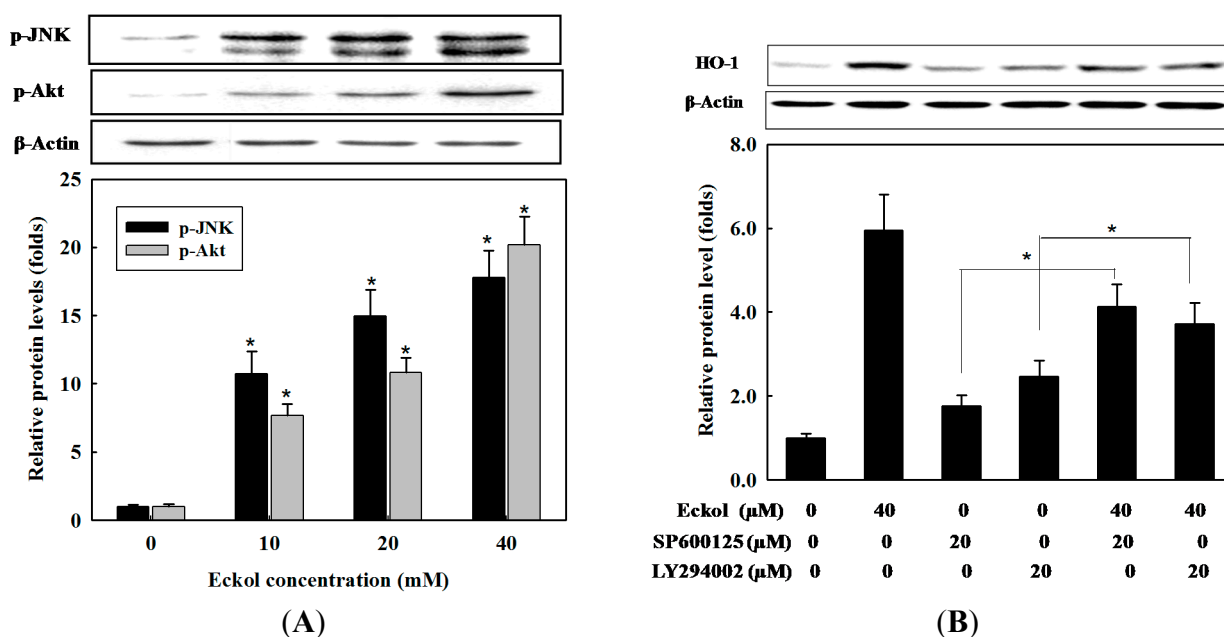 p-JNK
p-Akt
β-Actin
25
20
15
10
5
0
Relative protein levels (folds)
p-JNK
p-Akt
* * * * * *
0 10 20 40
Eckol concentration (mM)
(A)
HO-1
β-Actin
8.0
6.0
4.0
2.0
0.0
Relative protein level (folds)
* *
Eckol (μM) 0 40 0 0 40 40
SP600125 (μM) 0 0 20 0 20 0
LY294002 (μM) 0 0 0 20 0 20
(B)